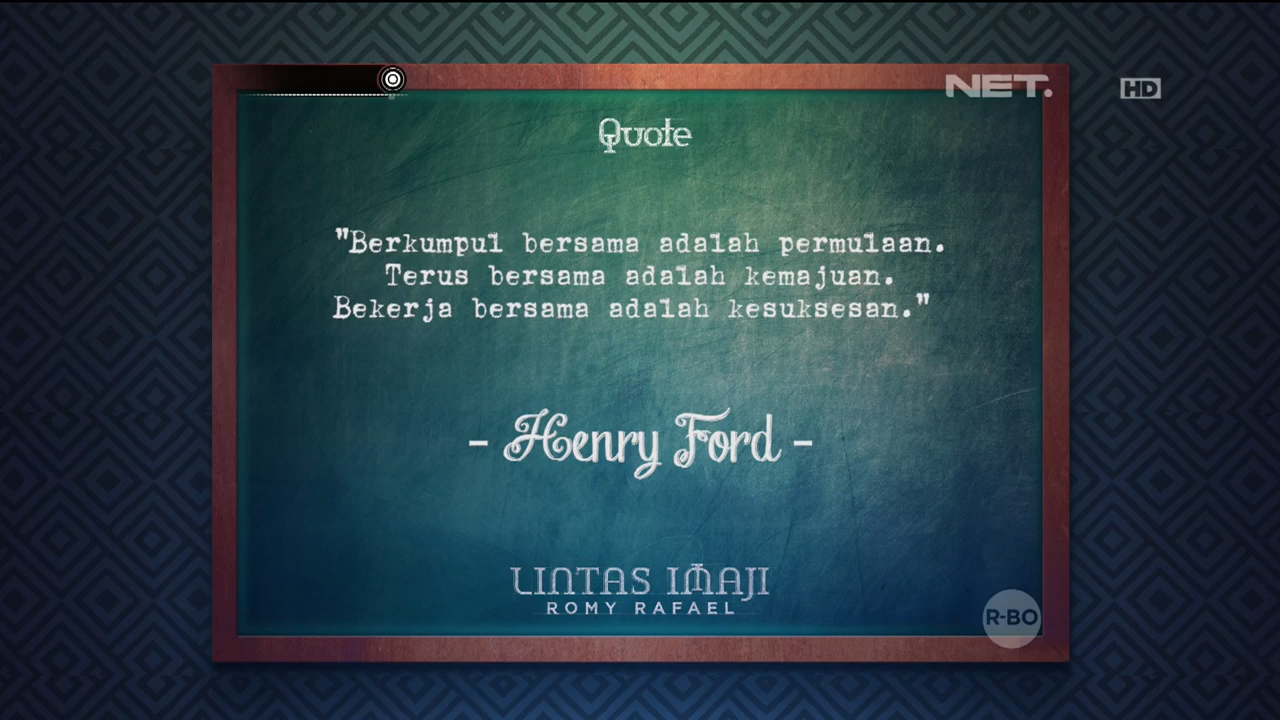 NET.
HD
Quote
"Berkumpul bersama adalah permulaan.
Terus bersama adalah kemajuan.
Bekerja bersama adalah kesuksesan."
- Henry Ford -
LINTAS IMAJI
ROMY RAFAEL
R-BO